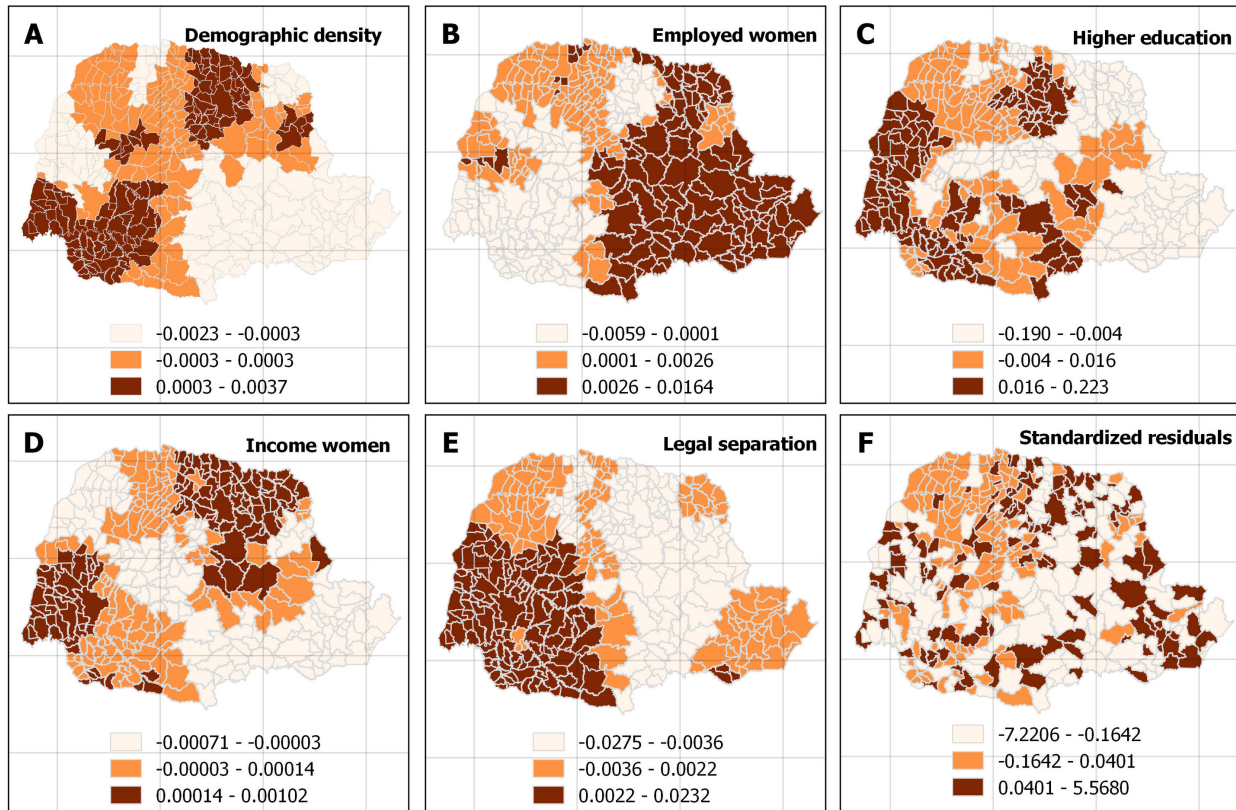 A
Demographic density
-0.0023 - -0.0003
-0.0003 - 0.0003
0.0003 - 0.0037
B
Employed women
-0.0059 - 0.0001
0.0001 - 0.0026
0.0026 - 0.0164
C
Higher education
-0.190 - -0.004
-0.004 - 0.016
0.016 - 0.223
D
Income women
-0.00071 - -0.00003
-0.00003 - 0.00014
0.00014 - 0.00102
E
Legal separation
-0.0275 - -0.0036
-0.0036 - 0.0022
0.0022 - 0.0232
F
Standardized residuals
-7.2206 - -0.1642
-0.1642 - 0.0401
0.0401 - 5.5680